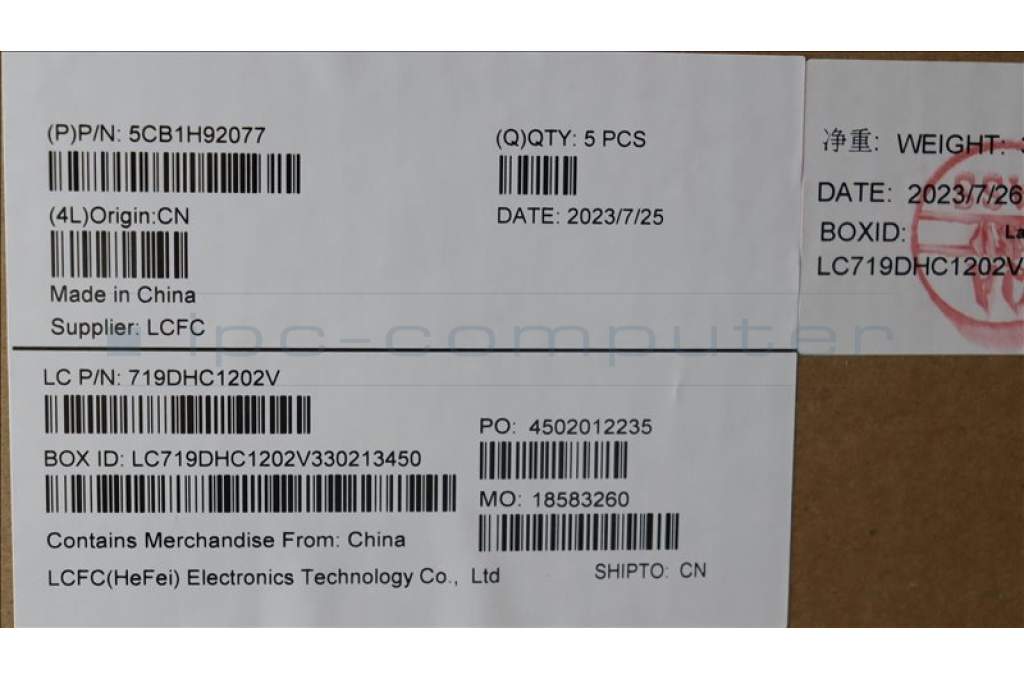 (P)P/N: 5CB1H92077
(Q)QTY: 5 PCS
(4L)Origin:CN
DATE: 2023/7/25
Made in China
Supplier: LCFC
LC P/N: 719DHC1202V
PO: 4502012235
BOX ID: LC719DHC1202V330213450
MO: 18583260
Contains Merchandise From: China
LCFC(HeFei) Electronics Technology Co., Ltd
SHIPTO: CN
净重: WEIGHT:
DATE: 2023/7/26
BOXID: La
LC719DHC1202V
ipc-computer